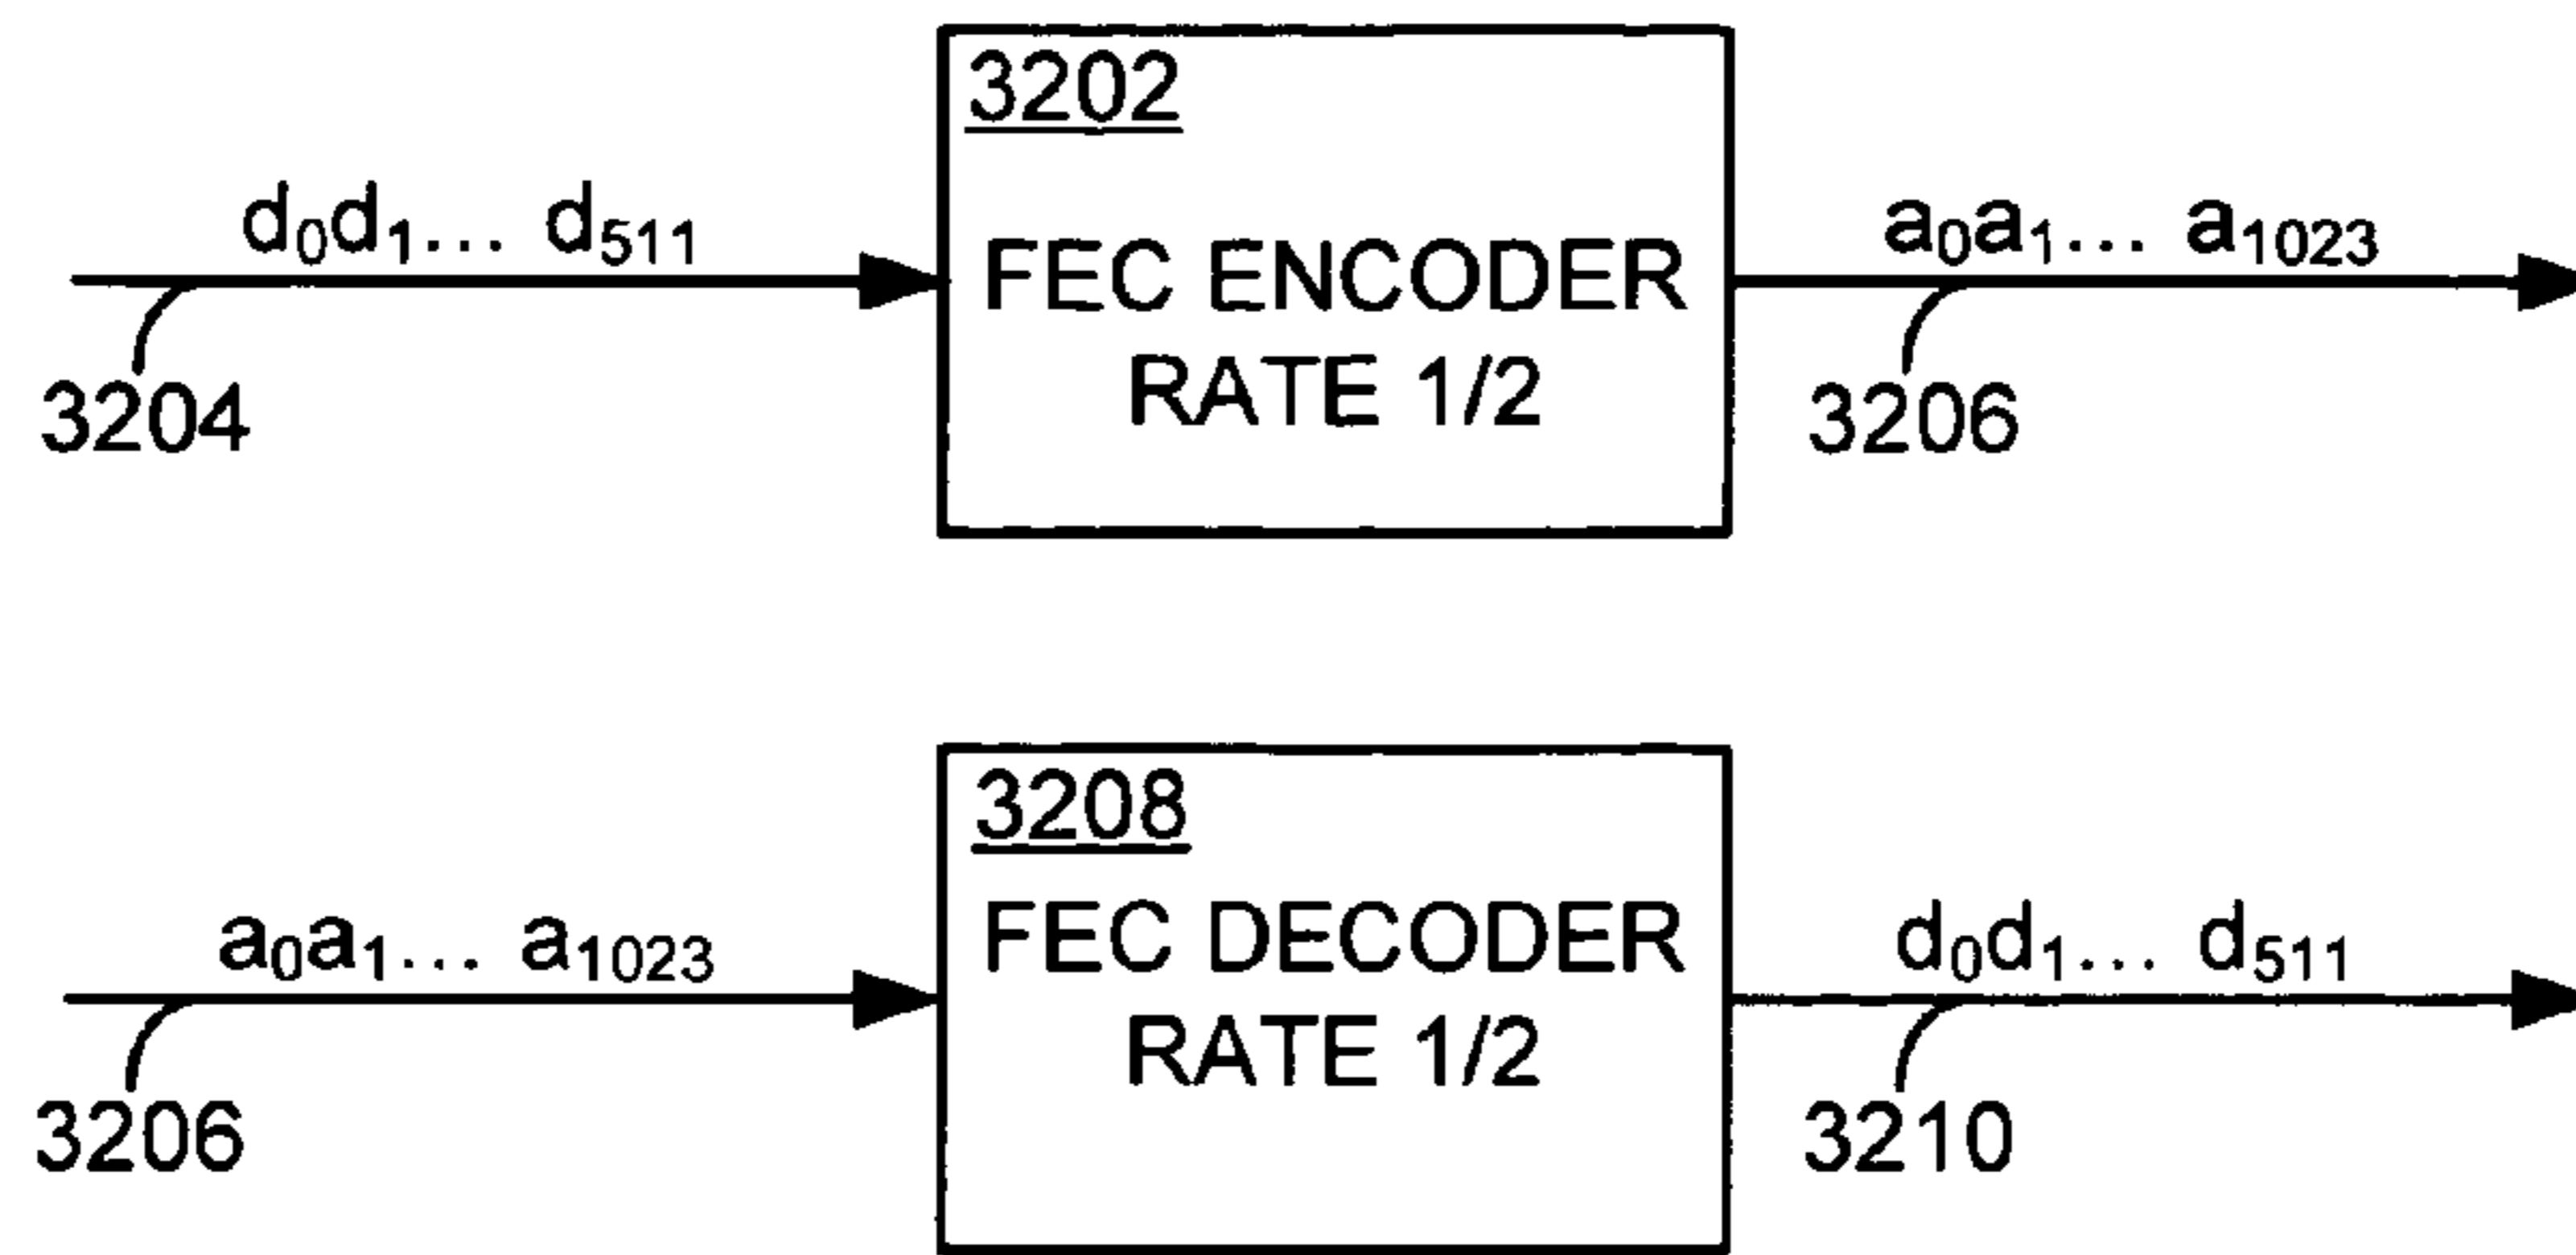 3202
d₀d₁... d₅₁₁
a₀a₁... a₁₀₂₃
FEC ENCODER
RATE 1/2
3204
3206
3208
a₀a₁... a₁₀₂₃
d₀d₁... d₅₁₁
FEC DECODER
RATE 1/2
3206
3210